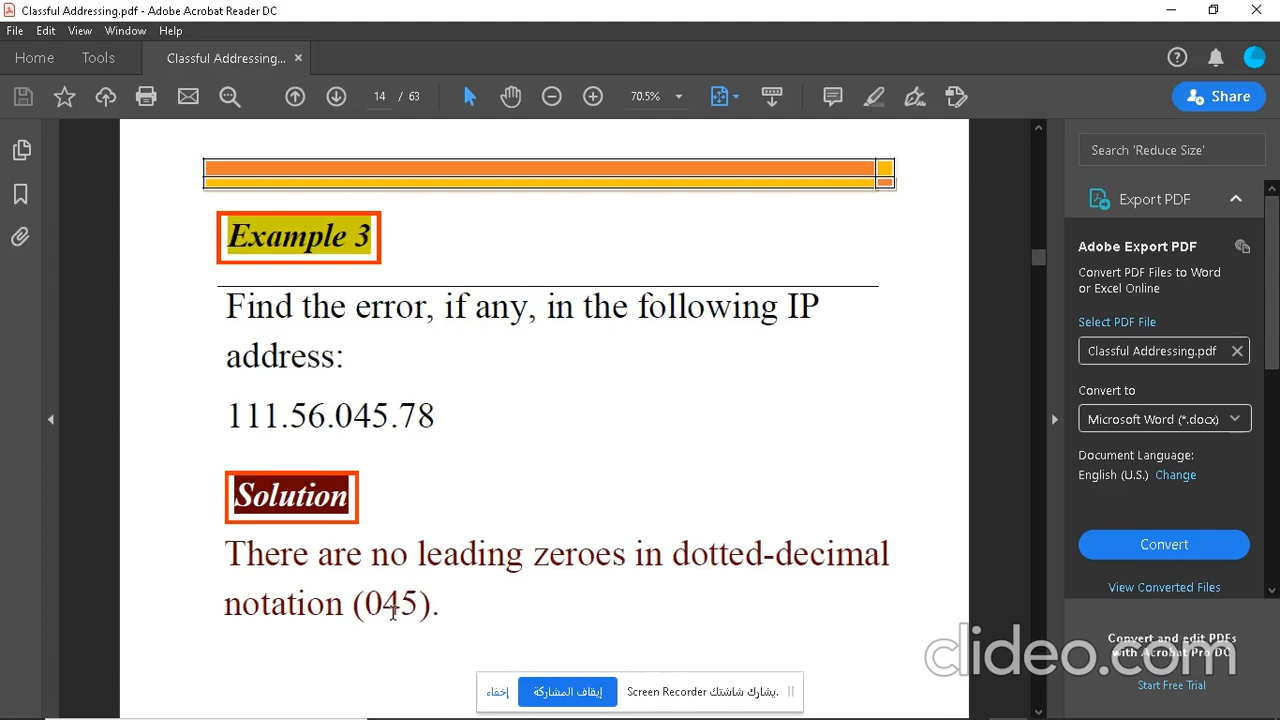 Classful Addressing.pdf - Adobe Acrobat Reader DC
File Edit View Window Help
Home Tools Classful Addressing... ×
14 / 63 70.5% Share
Search 'Reduce Size'
Export PDF
Adobe Export PDF
Convert PDF Files to Word
or Excel Online
Select PDF File
Classful Addressing.pdf
Convert to
Microsoft Word (*.docx)
Document Language:
English (U.S.) Change
Convert
View Converted Files
Convert and edit PDFs
with Acrobat Pro DC
Start Free Trial
Example 3
Find the error, if any, in the following IP
address:
111.56.045.78
Solution
There are no leading zeroes in dotted-decimal
notation (045).
clideo.com
يشارك شاشتك Screen Recorder. إيقاف المشاركة إخفاء